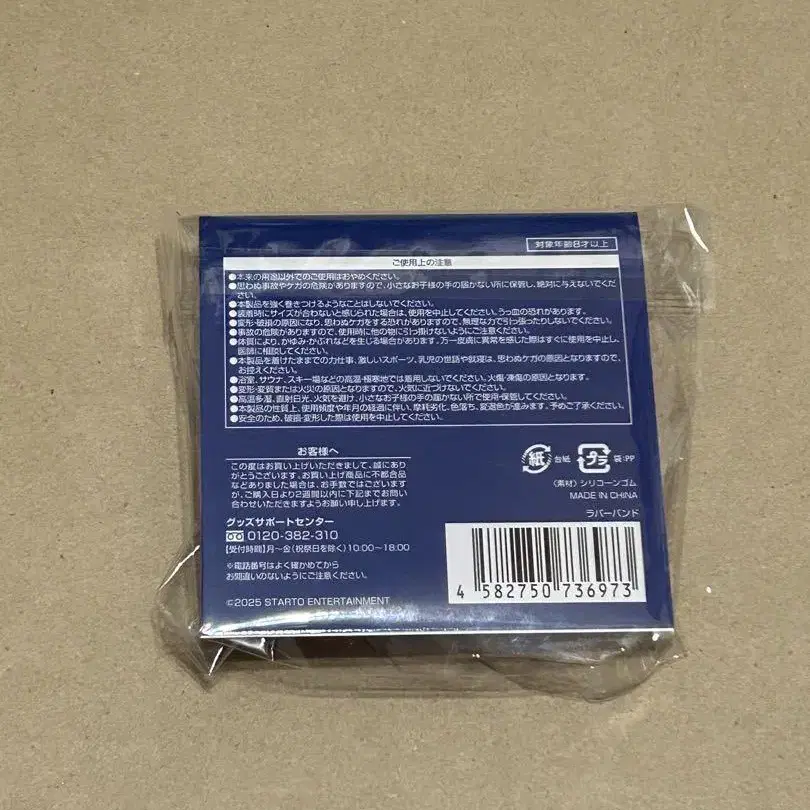 対象年齢8才以上
ご使用上の注意
●本来の用途以外でのご使用はおやめください。
●思わぬ事故やケガの危険がありますので、小さなお子様の手の届かない所に保管し、絶対に与えないでください。
●本製品を強く巻きつけるようなことはしないでください。
●装着時にサイズが合わないと感じられた場合は、使用を中止してください。うっ血の恐れがあります。
●変形・破損の原因になり、思わぬケガをする恐れがありますので、無理な力で引っ張ったりしないでください。
●事故の危険がありますので、使用時に他の物に引っ掛けないようにご注意ください。
●体質により、かゆみ・かぶれなどを生じる場合があります。万一皮膚に異常を感じた際はすぐに使用を中止し、
医師に相談してください。
●本製品を着けたままでの力仕事、激しいスポーツ、乳児の世話や就寝は、思わぬケガの原因となりますので、
お控えください。
●浴室、サウナ、スキー場などの高温・極寒地では着用しないでください。火傷・凍傷の原因となります。
●変形・変質または火災の原因となりますので、火気に近づけないでください。
●高温多湿、直射日光、火気を避け、小さなお子様の手の届かない所で使用・保管してください。
●本製品の性質上、使用頻度や年月の経過に伴い、摩耗劣化、色落ち、変退色が進みます。予めご了承ください。
●安全のため、破損・変形した際は使用を中止してください。
お客様へ
この度はお買い上げいただきまして、誠にあり
がとうございます。お買い上げ商品に不都合品
などありました場合は、お手数ではございます
が、ご購入日より2週間以内に下記までお問い
合わせいただきますようお願い申し上げます。
グッズサポートセンター
0120-382-310
【受付時間】月～金（祝祭日を除く）10:00～18:00
※電話番号はよく確かめてから
お間違いのないようにご注意ください。
©2025 STARTO ENTERTAINMENT
紙 台紙 プラ 袋:PP
〈素材〉シリコーンゴム
MADE IN CHINA
ラバーバンド
4 582750 736973